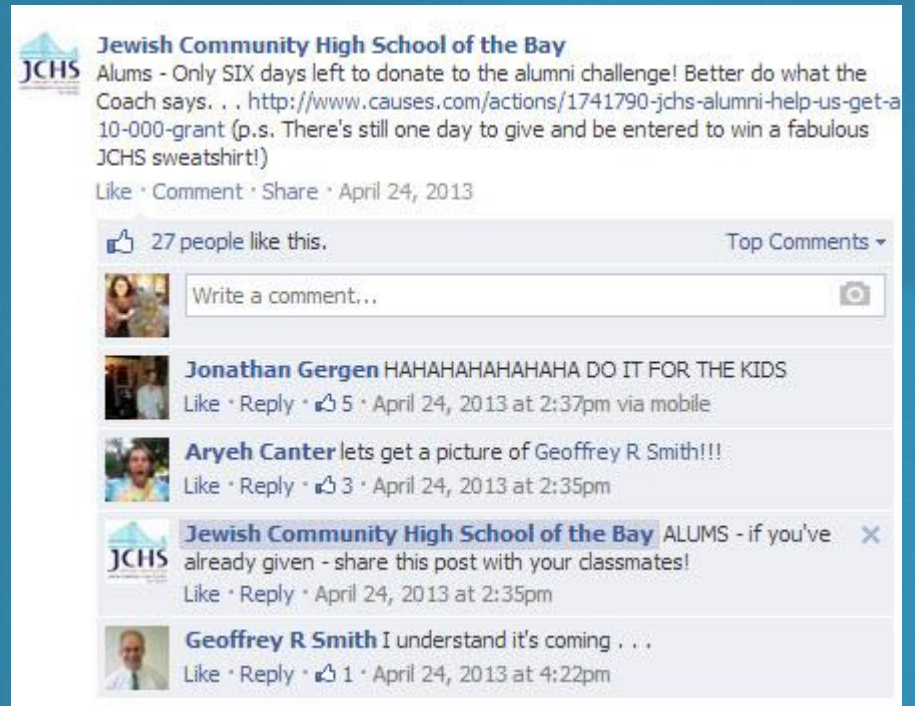 JCHS
Jewish Community High School of the Bay
Alums - Only SIX days left to donate to the alumni challenge! Better do what the
Coach says. . . http://www.causes.com/actions/1741790-jchs-alumni-help-us-get-a
10-000-grant (p.s. There's still one day to give and be entered to win a fabulous
JCHS sweatshirt!)
Like · Comment · Share · April 24, 2013
27 people like this.
Top Comments
Write a comment...
Jonathan Gergen HAHAHAHAHAHAHA DO IT FOR THE KIDS
Like · Reply · 5 · April 24, 2013 at 2:37pm via mobile
Aryeh Canter lets get a picture of Geoffrey R Smith!!!
Like · Reply · 3 · April 24, 2013 at 2:35pm
JCHS
Jewish Community High School of the Bay ALUMS - if you've
already given - share this post with your classmates!
Like · Reply · April 24, 2013 at 2:35pm
Geoffrey R Smith I understand it's coming . . .
Like · Reply · 1 · April 24, 2013 at 4:22pm